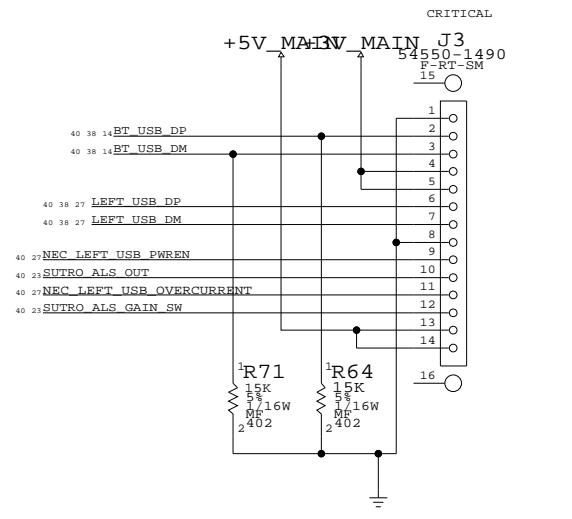 CRITICAL
+5V_MAIN
+3V_MAIN
J3
54550-1490
F-RT-SM
15
1
40 38 14 BT_USB_DP 2
40 38 14 BT_USB_DM 3
4
5
40 38 27 LEFT_USB_DP 6
40 38 27 LEFT_USB_DM 7
8
40 27 NEC_LEFT_USB_PWREN 9
40 23 SUTRO_ALS_OUT 10
40 27 NEC_LEFT_USB_OVERCURRENT 11
40 23 SUTRO_ALS_GAIN_SW 12
13
14
16
1 R71
15K
5%
1/16W
MF
2 402
1 R64
15K
5%
1/16W
MF
2 402